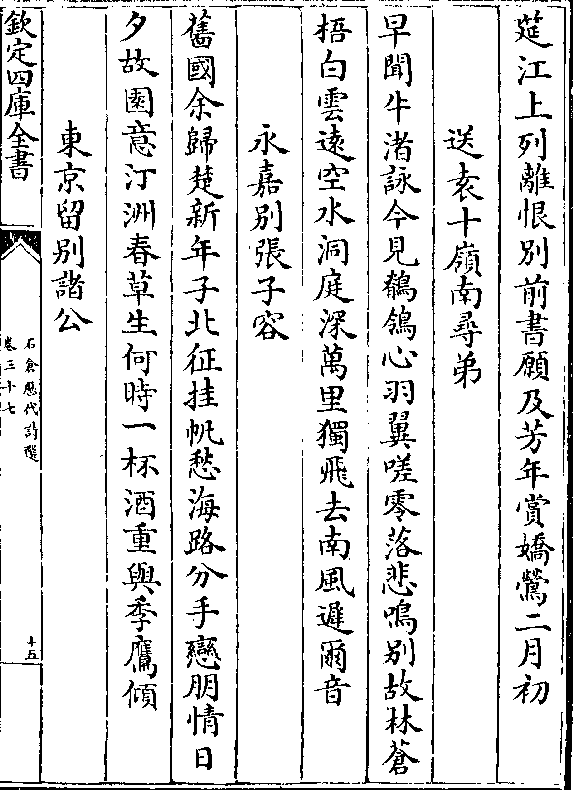 筵江上列離恨別前書願及芳年賞嬌鶯二月初
送袁十嶺南尋弟
早聞牛渚詠今見鶺鴒心羽翼嗟零落悲鳴別故林蒼
梧白雲遠空水洞庭深萬里獨飛去南風遲爾音
永嘉別張子容
舊國余歸楚新年子北征挂帆愁海路分手戀朋情日
夕故園意汀洲春草生何時一杯酒重與季鷹傾
東京留別諸公
欽定四庫全書
石倉歷代詩選
卷三十七
十五